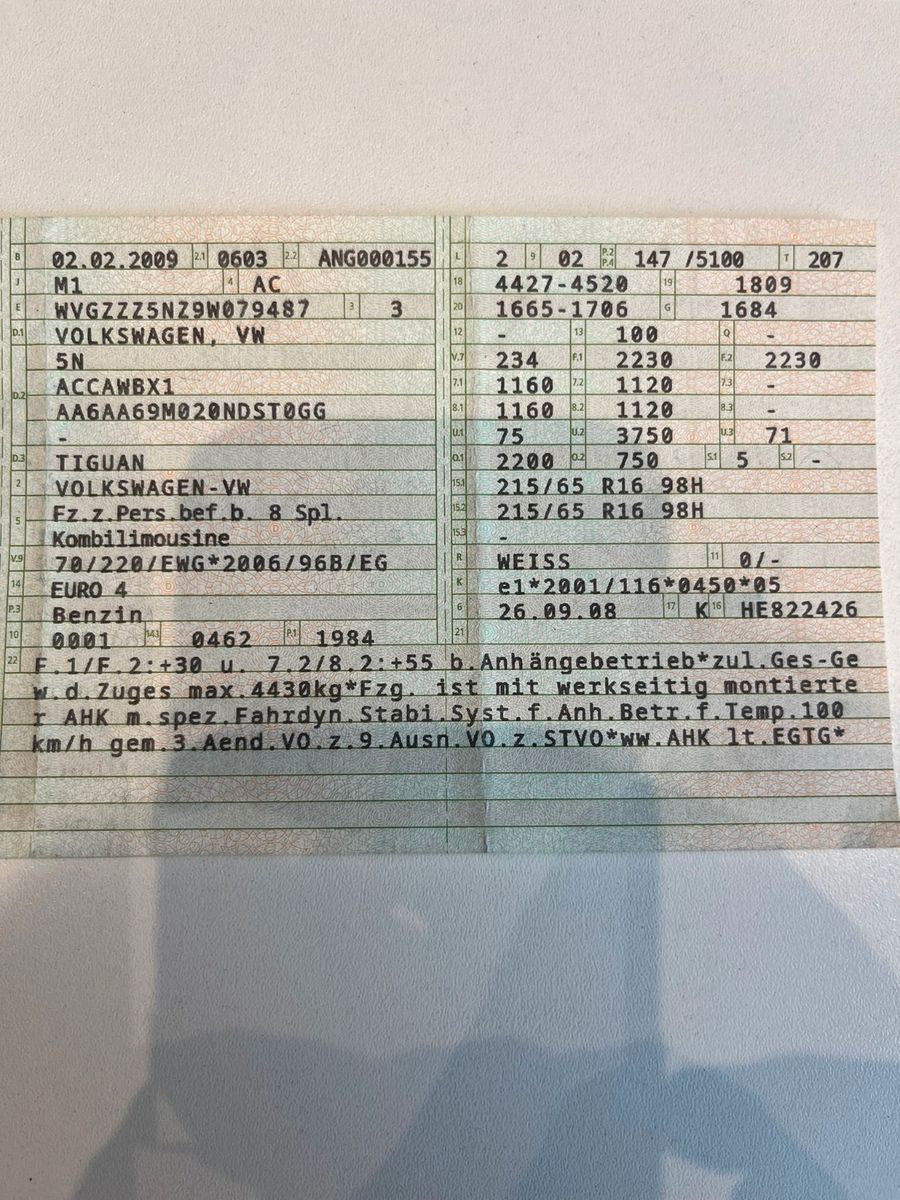 B 02.02.2009 2.1 0603 2.2 ANG000155
J M1 4 AC
E WVGZZZ5NZ9W079487 3 3
D.1 VOLKSWAGEN, VW
5N
D.2 ACCAWBX1
AA6AA69M020NDST0GG
-
D.3 TIGUAN
2 VOLKSWAGEN-VW
5 Fz.z.Pers.bef.b. 8 Spl.
Kombilimousine
V.9 70/220/EWG*2006/96B/EG
14 EURO 4
P.3 Benzin
10 0001 14.1 0462 P.1 1984
L 2 9 02 P.2 P.4 147 /5100 T 207
18 4427-4520 19 1809
20 1665-1706 G 1684
12 - 13 100 Q -
V.7 234 F.1 2230 F.2 2230
7.1 1160 7.2 1120 7.3 -
8.1 1160 8.2 1120 8.3 -
U.1 75 U.2 3750 U.3 71
O.1 2200 O.2 750 S.1 5 S.2 -
15.1 215/65 R16 98H
15.2 215/65 R16 98H
15.3 -
R WEISS 11 0/-
K e1*2001/116*0450*05
6 26.09.08 17 K 16 HE822426
21
22 F.1/F.2:+30 u. 7.2/8.2:+55 b.Anhängebetrieb*zul.Ges-Ge
w.d.Zuges max.4430kg*Fzg. ist mit werkseitig montierte
r AHK m.spez.Fahrdyn.Stabi.Syst.f.Anh.Betr.f.Temp.100
km/h gem.3.Aend.VO.z.9.Ausn.VO.z.STVO*ww.AHK lt.EGTG*